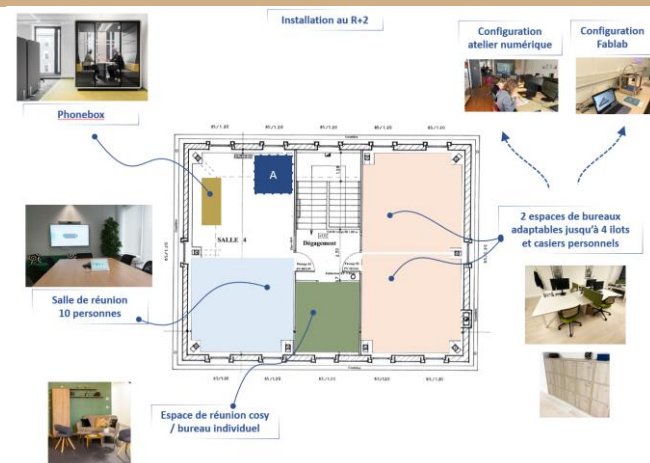 Installation au R+2
Configuration
atelier numérique
Configuration
Fablab
Phonebox
A
SALLE 4
Dégagement
2 espaces de bureaux
adaptables jusqu'à 4 îlots
et casiers personnels
Salle de réunion
10 personnes
Espace de réunion cosy
/ bureau individuel